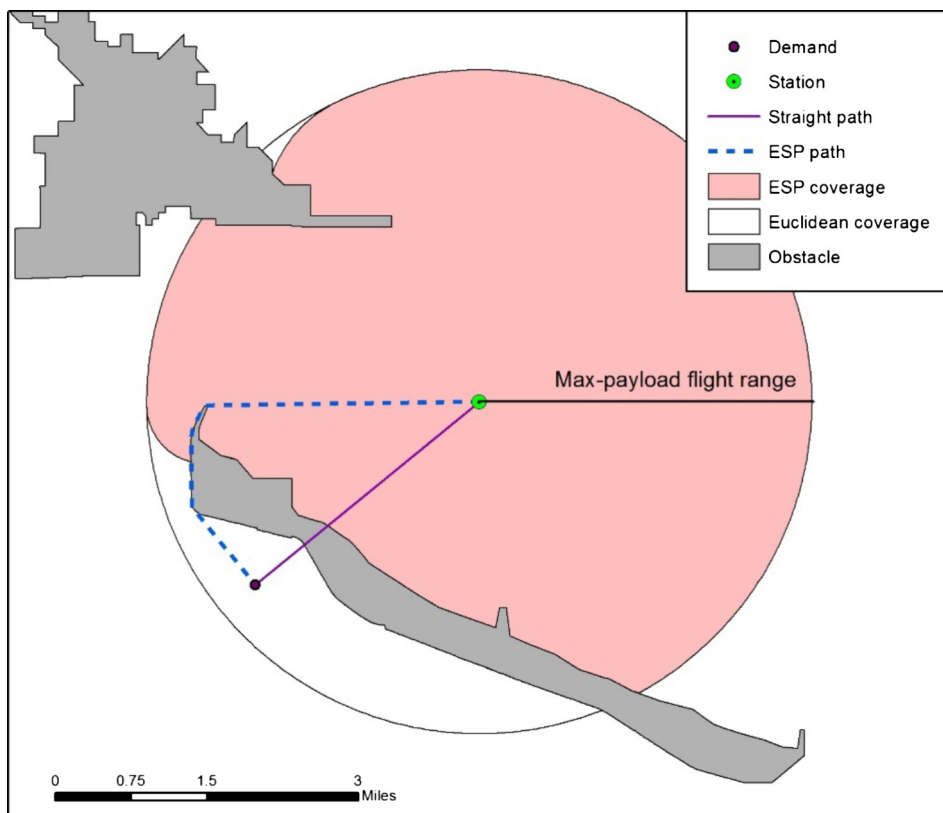 Demand
Station
Straight path
ESP path
ESP coverage
Euclidean coverage
Obstacle
Max-payload flight range
0 0.75 1.5 3
Miles